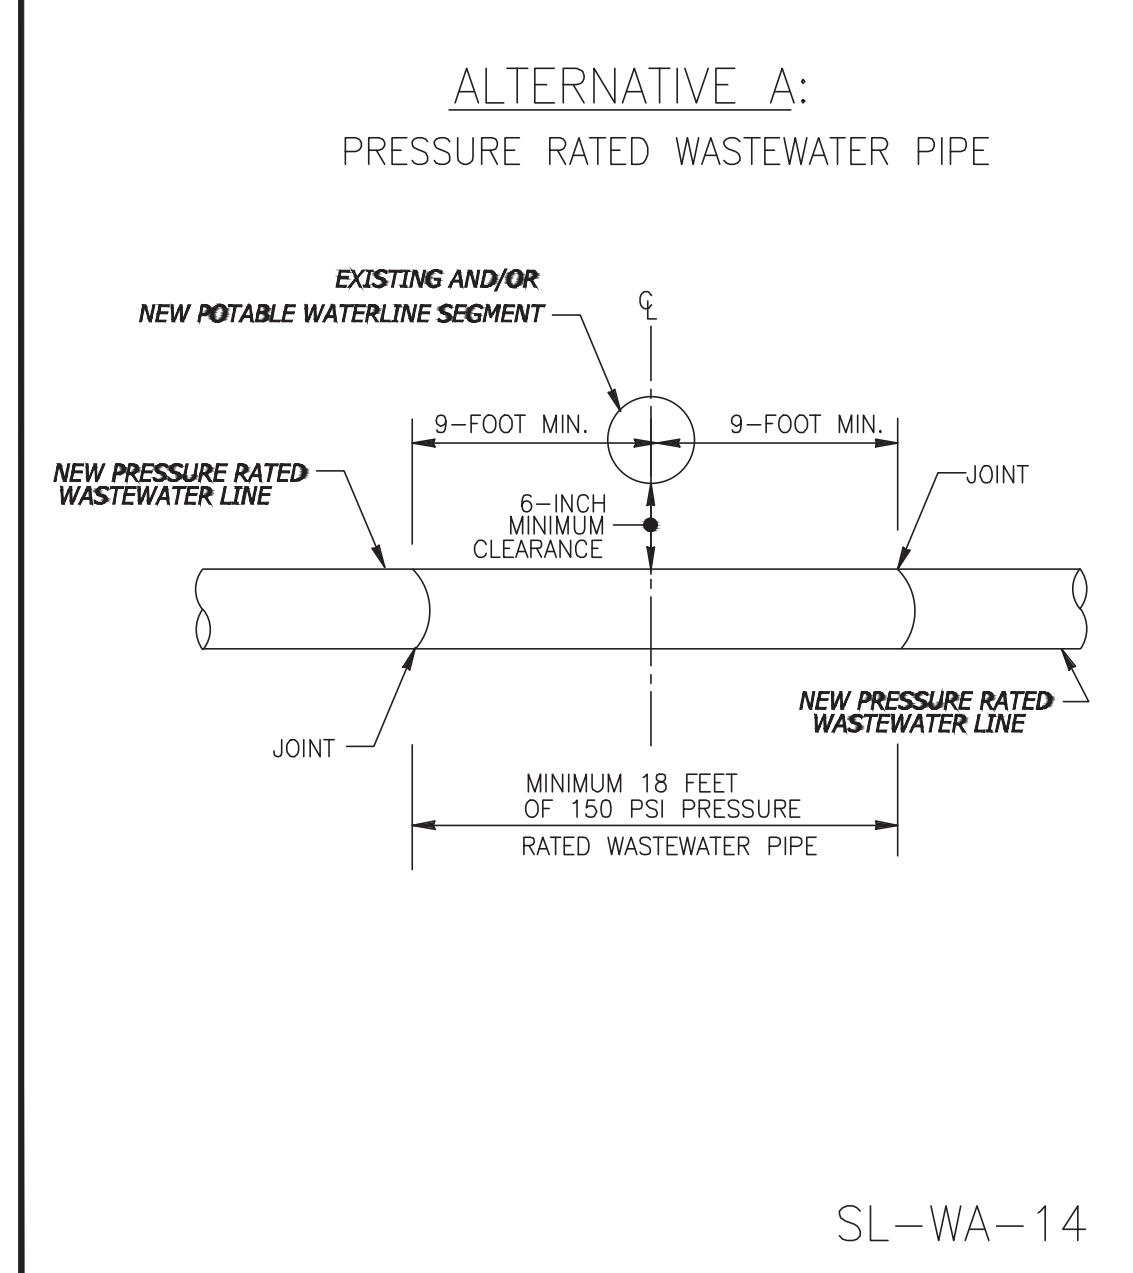 ALTERNATIVE A:
PRESSURE RATED WASTEWATER PIPE
EXISTING AND/OR
NEW POTABLE WATERLINE SEGMENT
℄
9-FOOT MIN.
9-FOOT MIN.
NEW PRESSURE RATED
WASTEWATER LINE
JOINT
6-INCH
MINIMUM
CLEARANCE
NEW PRESSURE RATED
WASTEWATER LINE
JOINT
MINIMUM 18 FEET
OF 150 PSI PRESSURE
RATED WASTEWATER PIPE
SL-WA-14